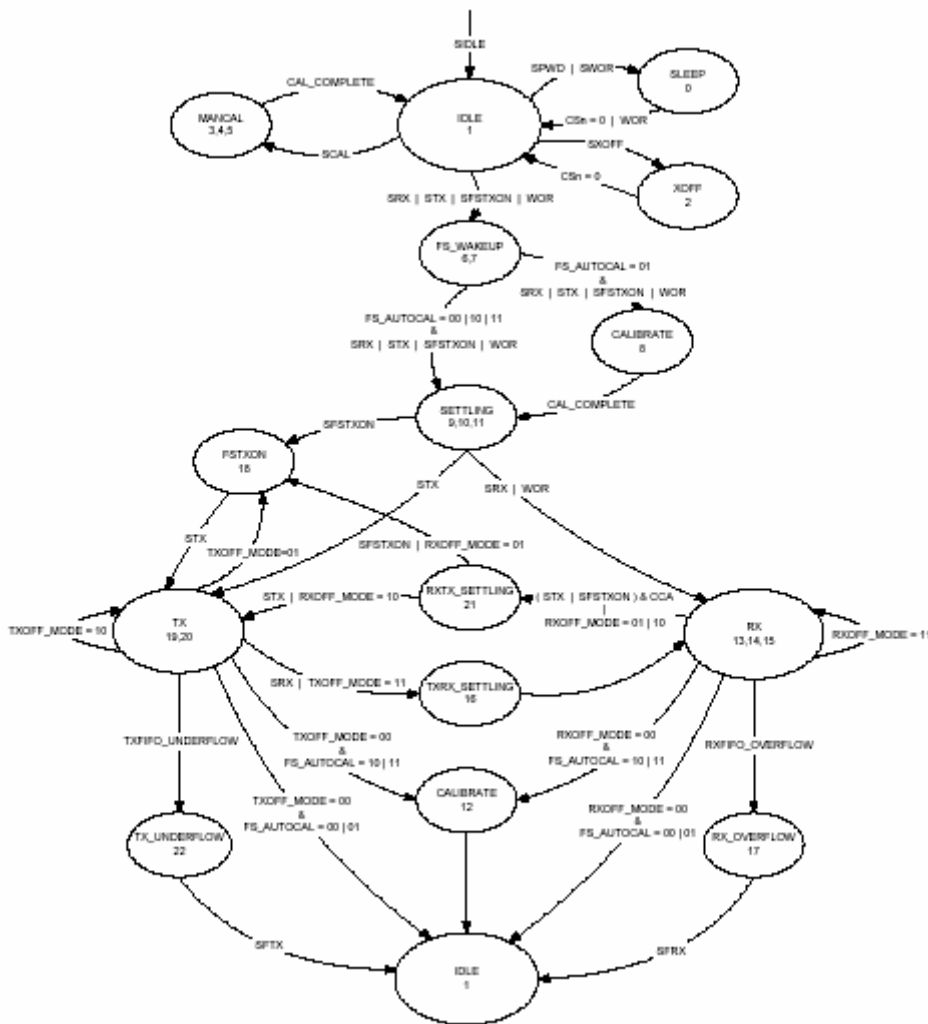 SIDLE
SPWD | SWOR
SLEEP
0
CAL_COMPLETE
MANCAL
3,4,5
IDLE
1
CSn = 0 | WOR
SCAL
SXOFF
CSn = 0
XOFF
2
SRX | STX | SFSTXON | WOR
FS_WAKEUP
6,7
FS_AUTOCAL = 01
&
SRX | STX | SFSTXON | WOR
FS_AUTOCAL = 00 | 10 | 11
&
SRX | STX | SFSTXON | WOR
CALIBRATE
8
CAL_COMPLETE
SETTLING
9,10,11
SFSTXON
FSTXON
18
STX
SRX | WOR
STX
TXOFF_MODE=01
SFSTXON | RXOFF_MODE = 01
STX | RXOFF_MODE = 10
RXTX_SETTLING
21
( STX | SFSTXON ) & CCA
|
RXOFF_MODE = 01 | 10
TXOFF_MODE = 10
TX
19,20
RX
13,14,15
RXOFF_MODE = 11
SRX | TXOFF_MODE = 11
TXRX_SETTLING
16
TXFIFO_UNDERFLOW
TXOFF_MODE = 00
&
FS_AUTOCAL = 10 | 11
RXOFF_MODE = 00
&
FS_AUTOCAL = 10 | 11
RXFIFO_OVERFLOW
CALIBRATE
12
TXOFF_MODE = 00
&
FS_AUTOCAL = 00 | 01
RXOFF_MODE = 00
&
FS_AUTOCAL = 00 | 01
TX_UNDERFLOW
22
RX_OVERFLOW
17
SFTX
SFRX
IDLE
1